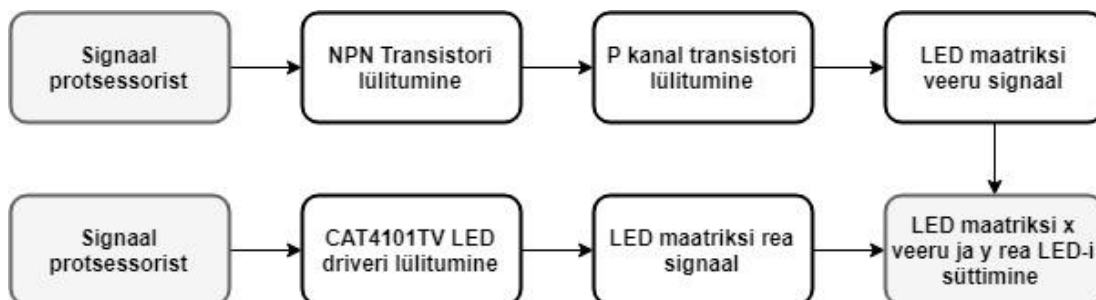 Signaal
protsessorist
NPN Transistori
lülitumine
P kanal transistori
lülitumine
LED maatriksi
veeru signaal
Signaal
protsessorist
CAT4101TV LED
driveri lülitumine
LED maatriksi rea
signaal
LED maatriksi x
veeru ja y rea LED-i
süttimine